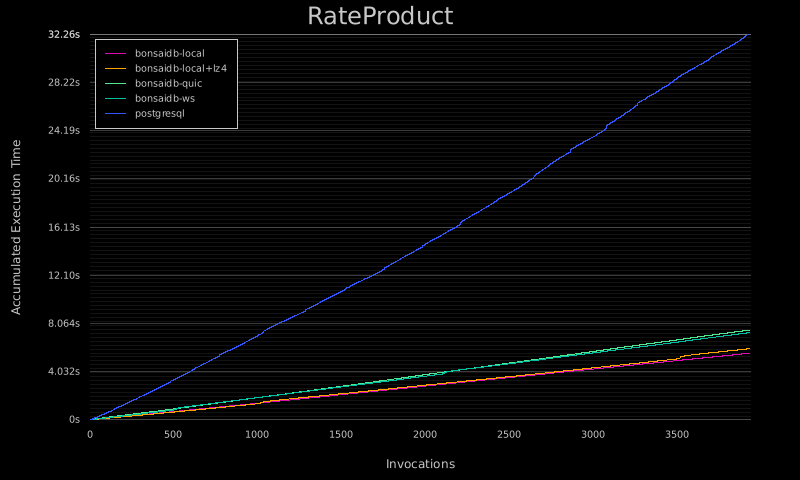 RateProduct
32.26s
28.22s
24.19s
20.16s
16.13s
12.10s
8.064s
4.032s
0s
Accumulated Execution Time
bonsaidb-local
bonsaidb-local+lz4
bonsaidb-quic
bonsaidb-ws
postgresql
0 500 1000 1500 2000 2500 3000 3500
Invocations